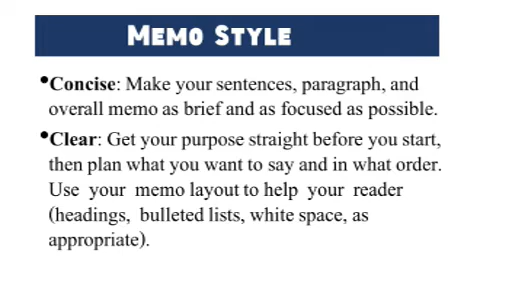 MEMO STYLE
•Concise: Make your sentences, paragraph, and
overall memo as brief and as focused as possible.
•Clear: Get your purpose straight before you start,
then plan what you want to say and in what order.
Use your memo layout to help your reader
(headings, bulleted lists, white space, as
appropriate).